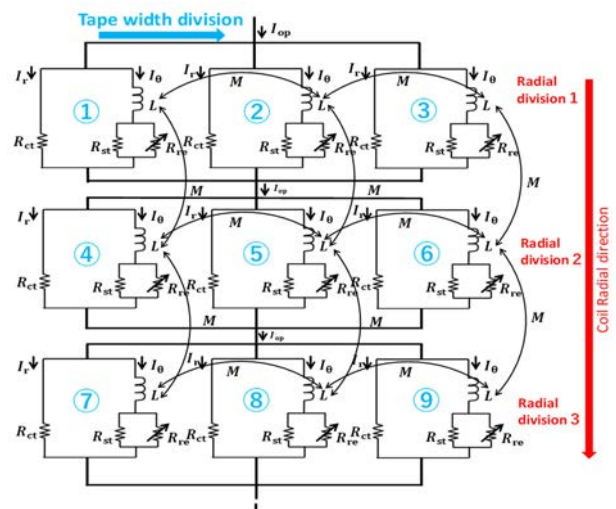 Tape width division
I_op
I_r I_θ I_r M I_θ I_r M I_θ
Radial division 1
① L ② L ③ L
R_ct R_st R_re R_ct R_st R_re R_ct R_st R_re
M M I_op M
I_r I_θ I_r M I_θ I_r M I_θ
④ L ⑤ L ⑥ L
Radial division 2
R_ct R_st R_re R_ct R_st R_re R_ct R_st R_re
M M
I_op
I_r I_θ I_r M I_θ I_r M I_θ
⑦ L ⑧ L ⑨ L
Radial division 3
R_ct R_st R_re R_ct R_st R_re R_ct R_st R_re
Coil Radial direction